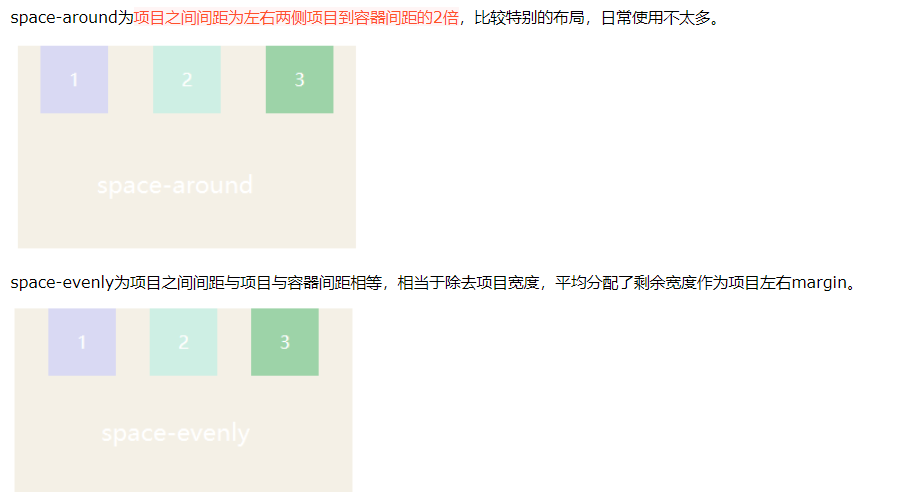 space-around为项目之间间距为左右两侧项目到容器间距的2倍，比较特别的布局，日常使用不太多。
1 2 3
space-around
space-evenly为项目之间间距与项目与容器间距相等，相当于除去项目宽度，平均分配了剩余宽度作为项目左右margin。
1 2 3
space-evenly